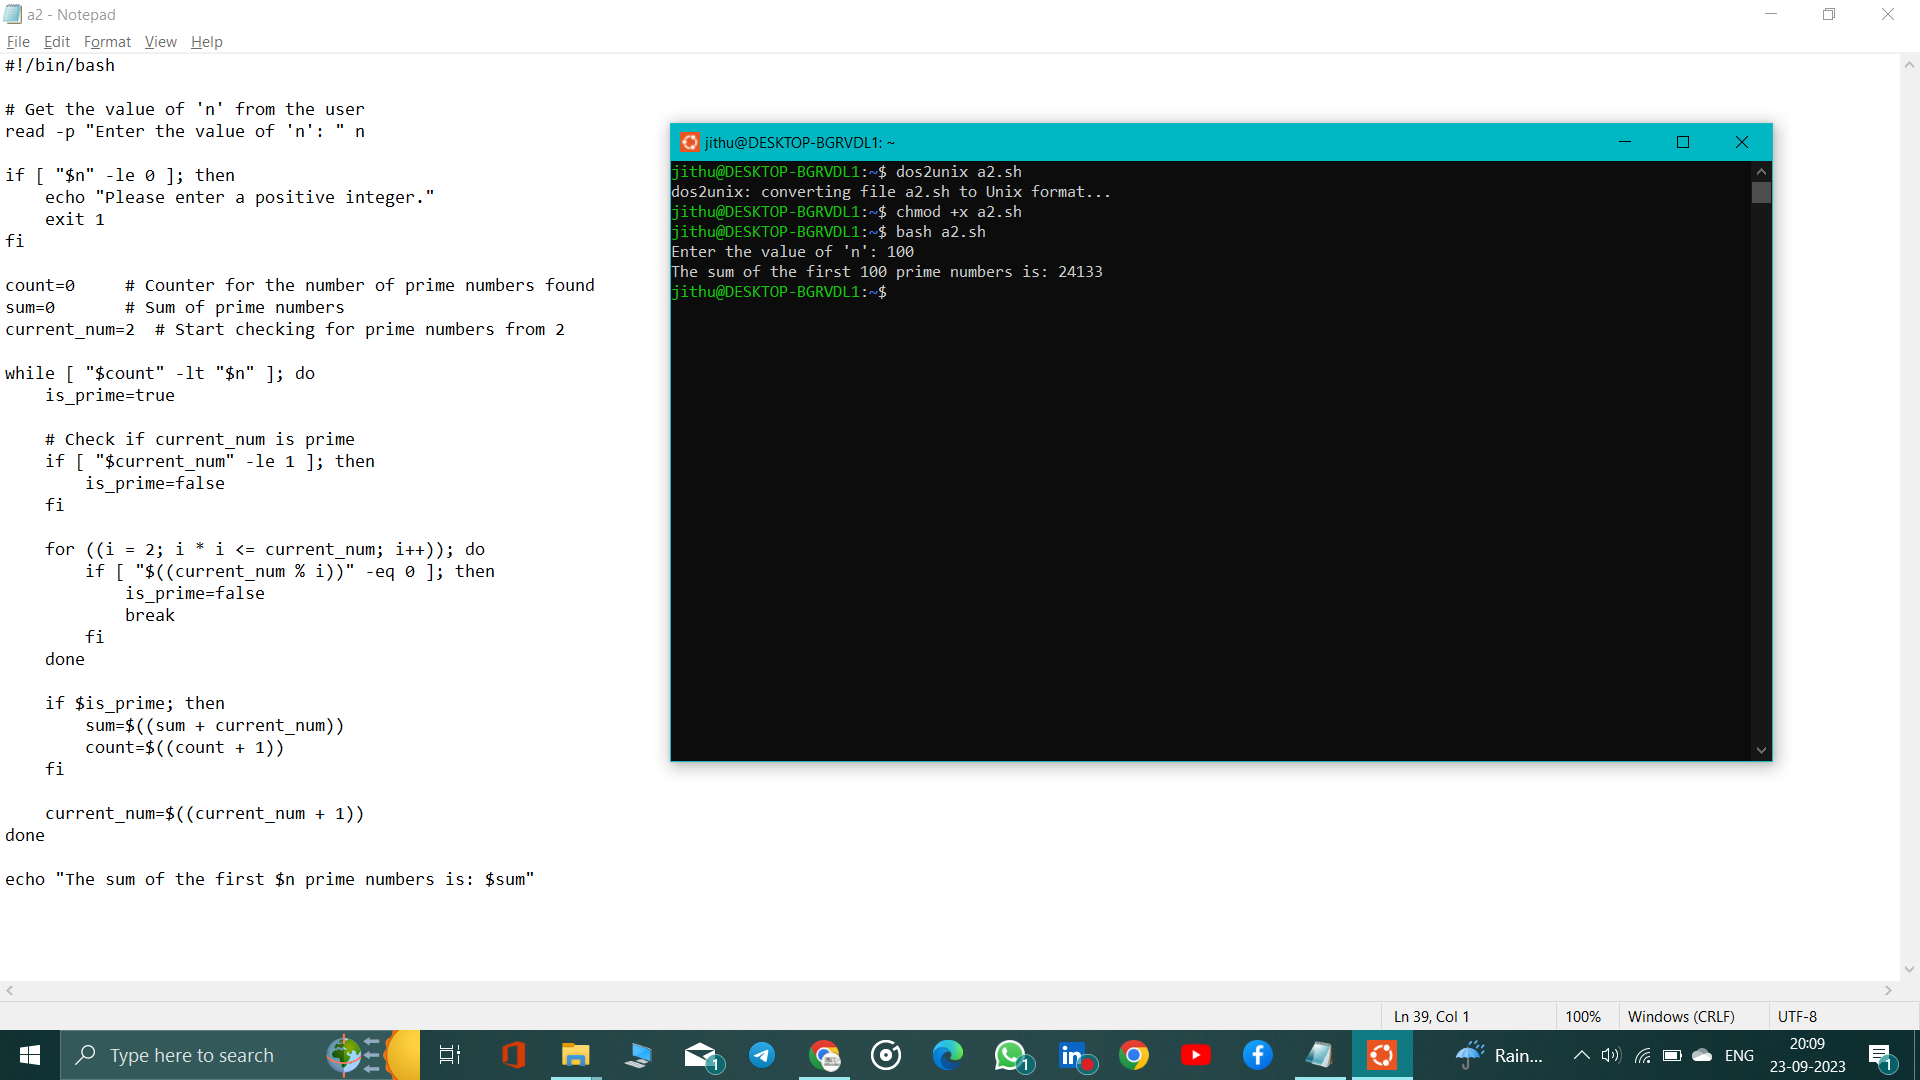 a2 - Notepad
File Edit Format View Help
#!/bin/bash

# Get the value of 'n' from the user
read -p "Enter the value of 'n': " n

if [ "$n" -le 0 ]; then
    echo "Please enter a positive integer."
    exit 1
fi

count=0     # Counter for the number of prime numbers found
sum=0       # Sum of prime numbers
current_num=2  # Start checking for prime numbers from 2

while [ "$count" -lt "$n" ]; do
    is_prime=true

    # Check if current_num is prime
    if [ "$current_num" -le 1 ]; then
        is_prime=false
    fi

    for ((i = 2; i * i <= current_num; i++)); do
        if [ "$((current_num % i))" -eq 0 ]; then
            is_prime=false
            break
        fi
    done

    if $is_prime; then
        sum=$((sum + current_num))
        count=$((count + 1))
    fi

    current_num=$((current_num + 1))
done

echo "The sum of the first $n prime numbers is: $sum"
jithu@DESKTOP-BGRVDL1: ~
jithu@DESKTOP-BGRVDL1:~$ dos2unix a2.sh
dos2unix: converting file a2.sh to Unix format...
jithu@DESKTOP-BGRVDL1:~$ chmod +x a2.sh
jithu@DESKTOP-BGRVDL1:~$ bash a2.sh
Enter the value of 'n': 100
The sum of the first 100 prime numbers is: 24133
jithu@DESKTOP-BGRVDL1:~$
Ln 39, Col 1 100% Windows (CRLF) UTF-8
Type here to search 1 1 in Rain... ENG 20:09
23-09-2023 1